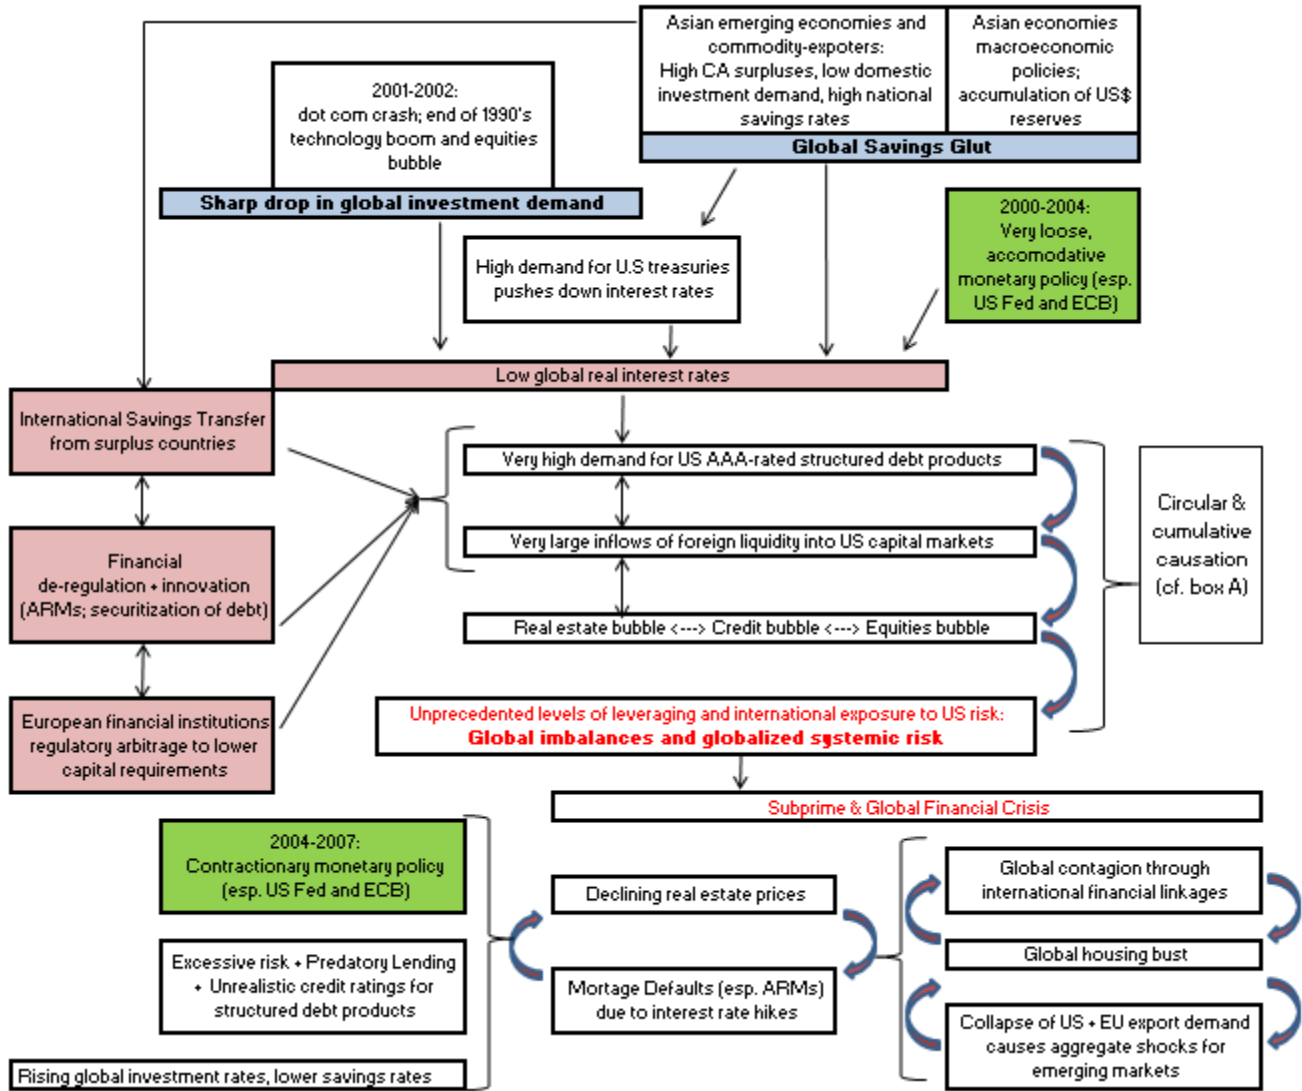 Asian emerging economies and
commodity-expoters:
High CA surpluses, low domestic
investment demand, high national
savings rates
Asian economies
macroeconomic
policies;
accumulation of US$
reserves
Global Savings Glut
2001-2002:
dot com crash; end of 1990's
technology boom and equities
bubble
Sharp drop in global investment demand
2000-2004:
Very loose,
accomodative
monetary policy (esp.
US Fed and ECB)
High demand for U.S treasuries
pushes down interest rates
Low global real interest rates
International Savings Transfer
from surplus countries
Very high demand for US AAA-rated structured debt products
Financial
de-regulation + innovation
(ARMs; securitization of debt)
Very large inflows of foreign liquidity into US capital markets
Circular &
cumulative
causation
(cf. box A)
Real estate bubble <---> Credit bubble <---> Equities bubble
European financial institutions
regulatory arbitrage to lower
capital requirements
Unprecedented levels of leveraging and international exposure to US risk:
Global imbalances and globalized systemic risk
Subprime & Global Financial Crisis
2004-2007:
Contractionary monetary policy
(esp. US Fed and ECB)
Declining real estate prices
Global contagion through
international financial linkages
Excessive risk + Predatory Lending
+ Unrealistic credit ratings for
structured debt products
Mortage Defaults (esp. ARMs)
due to interest rate hikes
Global housing bust
Collapse of US + EU export demand
causes aggregate shocks for
emerging markets
Rising global investment rates, lower savings rates